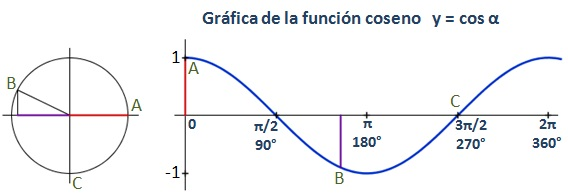 Gráfica de la función coseno y = cos α
B
A
C
1
-1
A
B
C
0
π/2
90°
π
180°
3π/2
270°
2π
360°